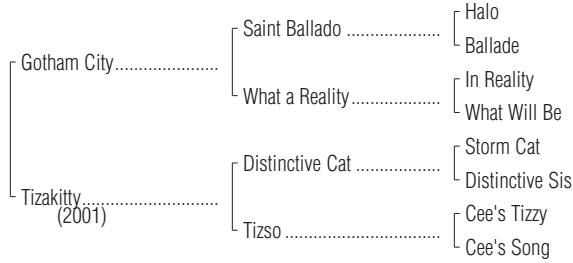 Halo
Saint Ballado ....................
Ballade
Gotham City......................
In Reality
What a Reality...................
What Will Be
Storm Cat
Distinctive Cat ..................
Distinctive Sis
Tizakitty.............................
(2001)
Cee's Tizzy
Tizso .................................
Cee's Song